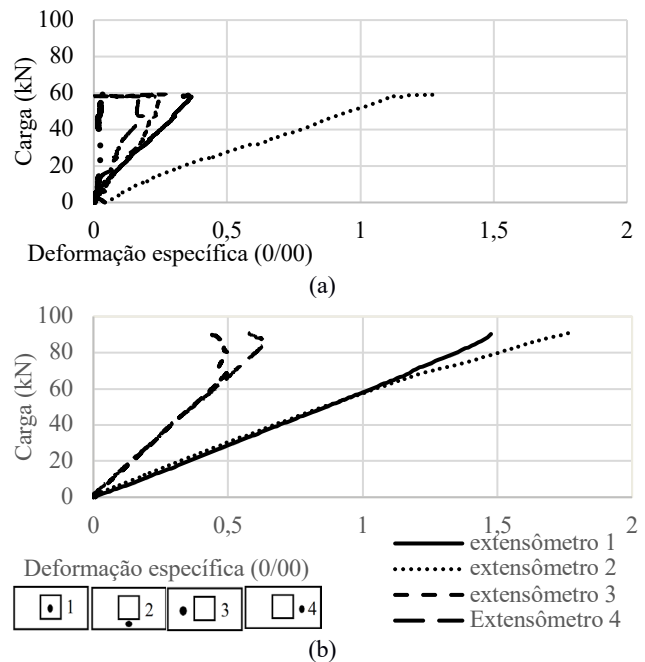 100
80
60
40
20
0
Carga (kN)
0 0,5 1 1,5 2
Deformação específica (0/00)
(a)
100
80
60
40
20
0
Carga (kN)
0 0,5 1 1,5 2
Deformação específica (0/00)
extensômetro 1
extensômetro 2
extensômetro 3
Extensômetro 4
1 2 3 4
(b)